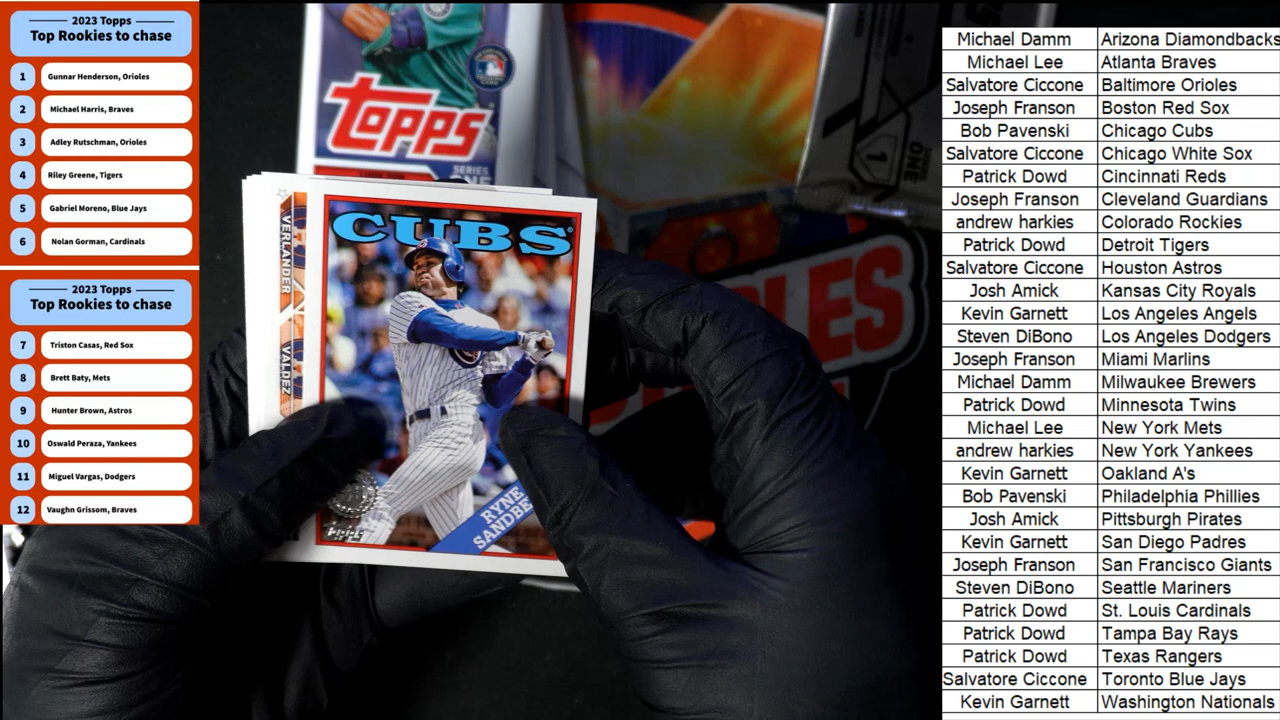 2023 Topps
Top Rookies to chase
1 Gunnar Henderson, Orioles
2 Michael Harris, Braves
3 Adley Rutschman, Orioles
4 Riley Greene, Tigers
5 Gabriel Moreno, Blue Jays
6 Nolan Gorman, Cardinals
2023 Topps
Top Rookies to chase
7 Triston Casas, Red Sox
8 Brett Baty, Mets
9 Hunter Brown, Astros
10 Oswald Peraza, Yankees
11 Miguel Vargas, Dodgers
12 Vaughn Grissom, Braves
topps
SERIES
ONE
VERLANDER
VALDEZ
CUBS
RYNE
SANDBE
topps
ONE
1
LES
Michael Damm Arizona Diamondbacks
Michael Lee Atlanta Braves
Salvatore Ciccone Baltimore Orioles
Joseph Franson Boston Red Sox
Bob Pavenski Chicago Cubs
Salvatore Ciccone Chicago White Sox
Patrick Dowd Cincinnati Reds
Joseph Franson Cleveland Guardians
andrew harkies Colorado Rockies
Patrick Dowd Detroit Tigers
Salvatore Ciccone Houston Astros
Josh Amick Kansas City Royals
Kevin Garnett Los Angeles Angels
Steven DiBono Los Angeles Dodgers
Joseph Franson Miami Marlins
Michael Damm Milwaukee Brewers
Patrick Dowd Minnesota Twins
Michael Lee New York Mets
andrew harkies New York Yankees
Kevin Garnett Oakland A's
Bob Pavenski Philadelphia Phillies
Josh Amick Pittsburgh Pirates
Kevin Garnett San Diego Padres
Joseph Franson San Francisco Giants
Steven DiBono Seattle Mariners
Patrick Dowd St. Louis Cardinals
Patrick Dowd Tampa Bay Rays
Patrick Dowd Texas Rangers
Salvatore Ciccone Toronto Blue Jays
Kevin Garnett Washington Nationals